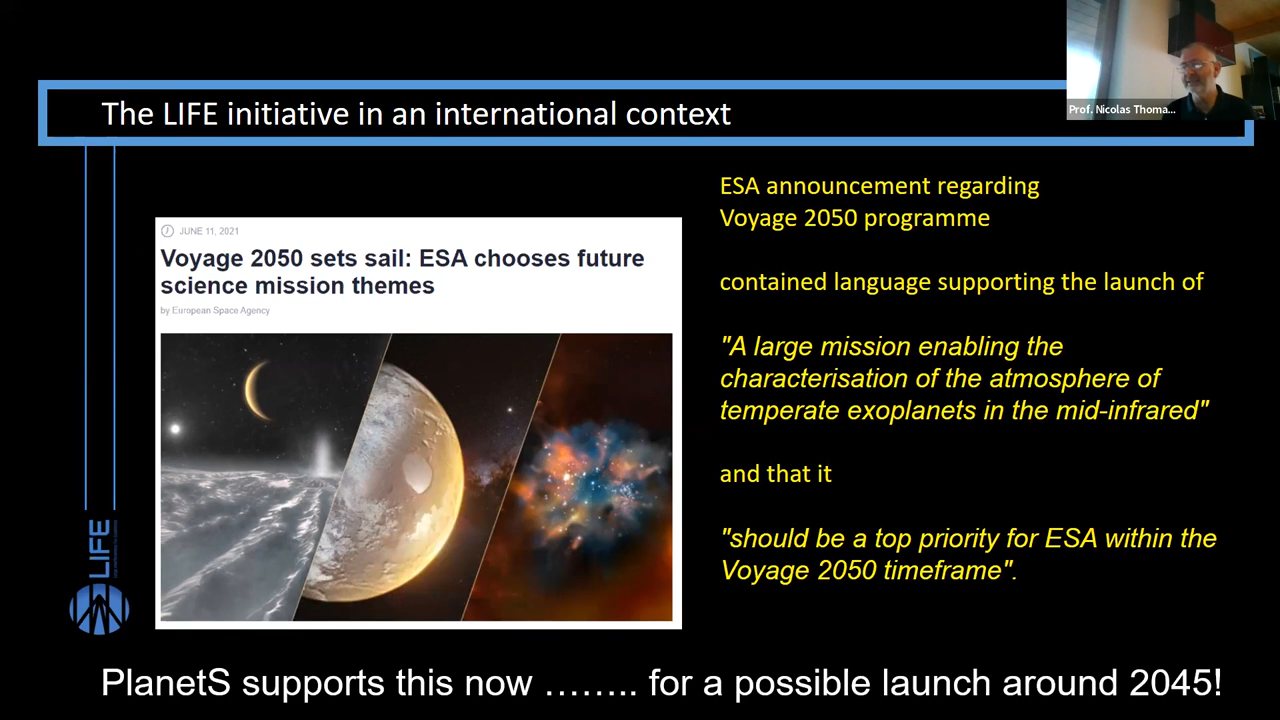 The LIFE initiative in an international context
Prof. Nicolas Thoma...
ESA announcement regarding
Voyage 2050 programme
contained language supporting the launch of
"A large mission enabling the
characterisation of the atmosphere of
temperate exoplanets in the mid-infrared"
and that it
"should be a top priority for ESA within the
Voyage 2050 timeframe".
JUNE 11, 2021
Voyage 2050 sets sail: ESA chooses future
science mission themes
by European Space Agency
LIFE
PlanetS supports this now …….. for a possible launch around 2045!